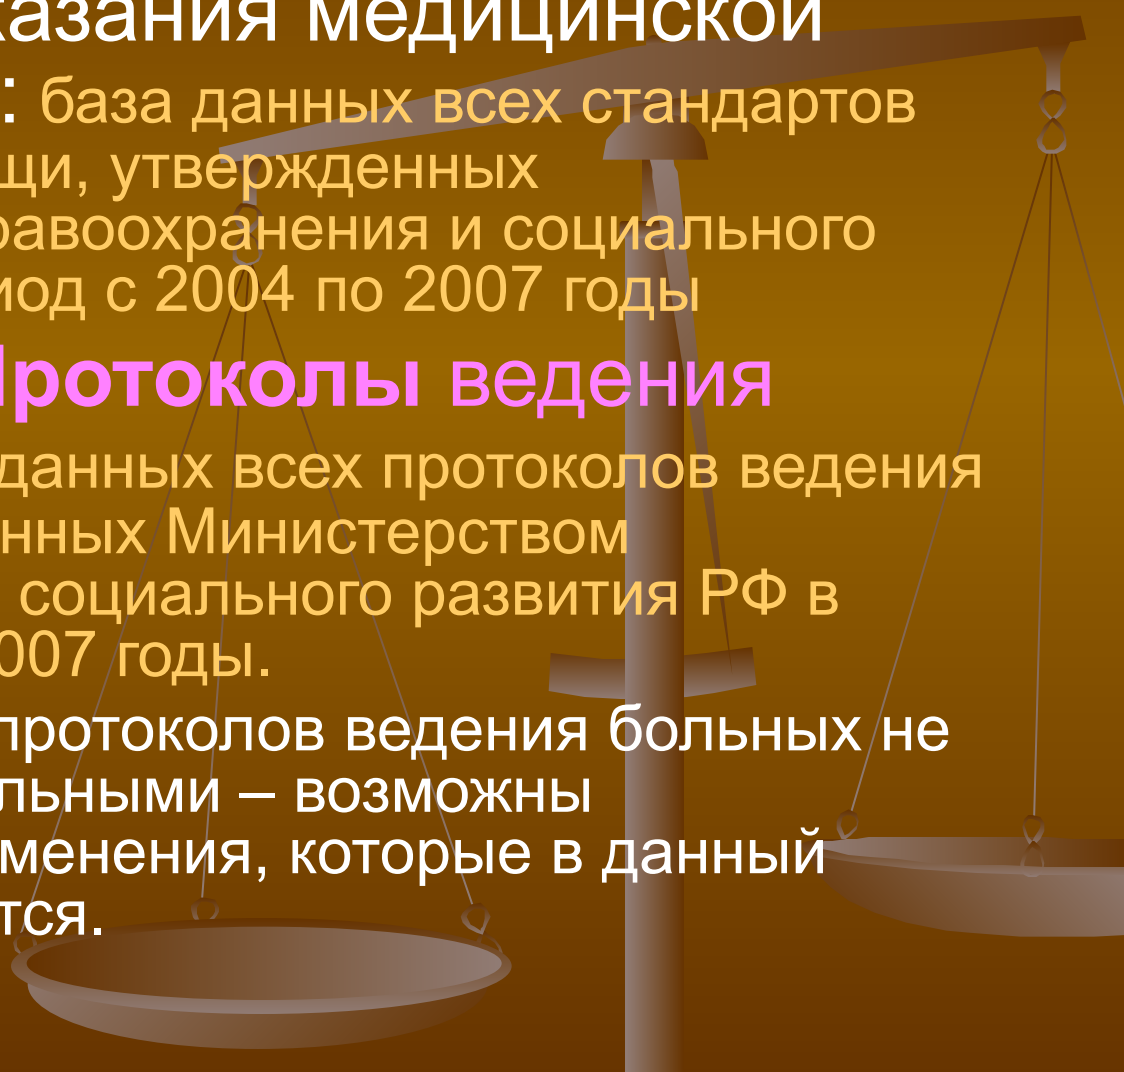 казания медицинской
: база данных всех стандартов
щи, утвержденных
равоохранения и социального
иод с 2004 по 2007 годы
Протоколы ведения
данных всех протоколов ведения
нных Министерством
социального развития РФ в
007 годы.
протоколов ведения больных не
льными – возможны
менения, которые в данный
тся.